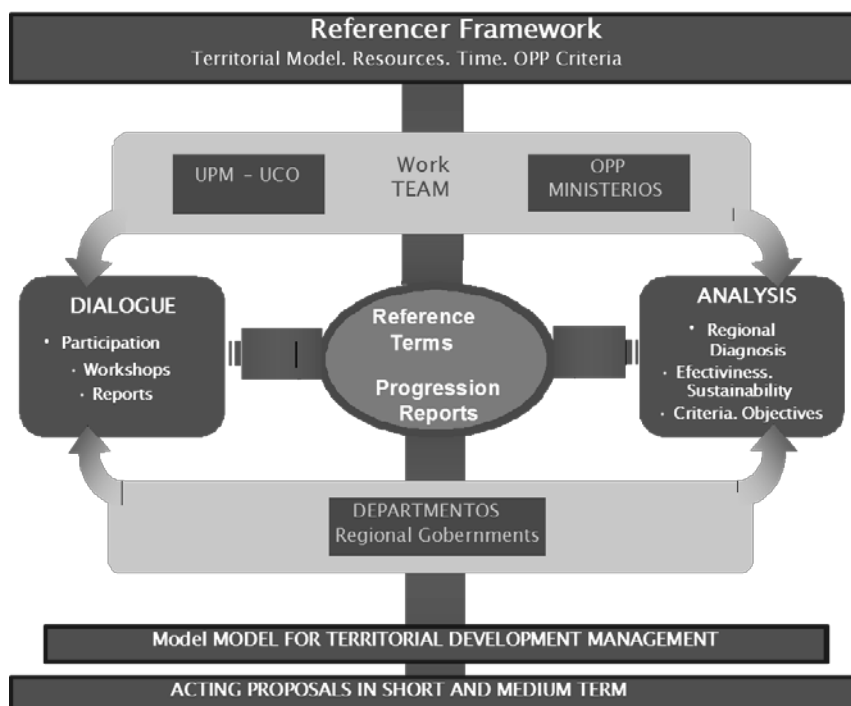 Referencer Framework
Territorial Model. Resources. Time. OPP Criteria
UPM – UCO
Work
TEAM
OPP
MINISTERIOS
DIALOGUE
• Participation
· Workshops
· Reports
Reference
Terms
Progression
Reports
ANALYSIS
• Regional
Diagnosis
· Efectiviness.
Sustainability
· Criteria. Objectives
DEPARTMENTOS
Regional Gobernments
Model MODEL FOR TERRITORIAL DEVELOPMENT MANAGEMENT
ACTING PROPOSALS IN SHORT AND MEDIUM TERM